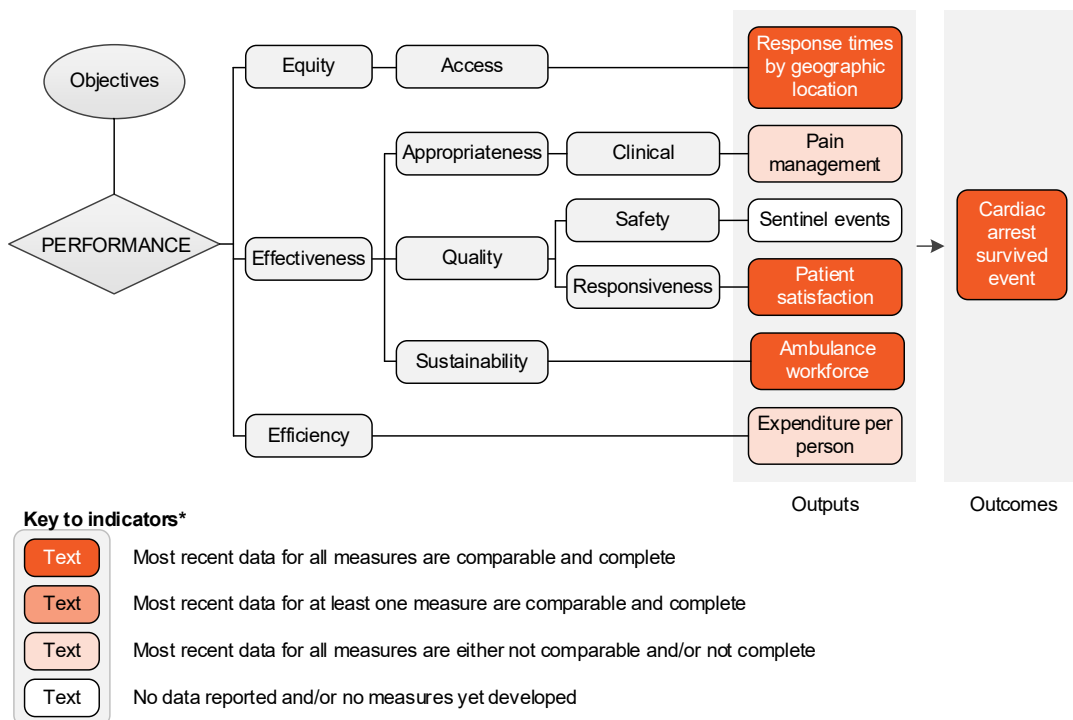 Objectives
PERFORMANCE
Equity
Access
Response times
by geographic
location
Effectiveness
Appropriateness
Clinical
Pain
management
Quality
Safety
Sentinel events
Responsiveness
Patient
satisfaction
Sustainability
Ambulance
workforce
Efficiency
Expenditure per
person
Cardiac
arrest
survived
event
Outputs
Outcomes
Key to indicators*
Text Most recent data for all measures are comparable and complete
Text Most recent data for at least one measure are comparable and complete
Text Most recent data for all measures are either not comparable and/or not complete
Text No data reported and/or no measures yet developed